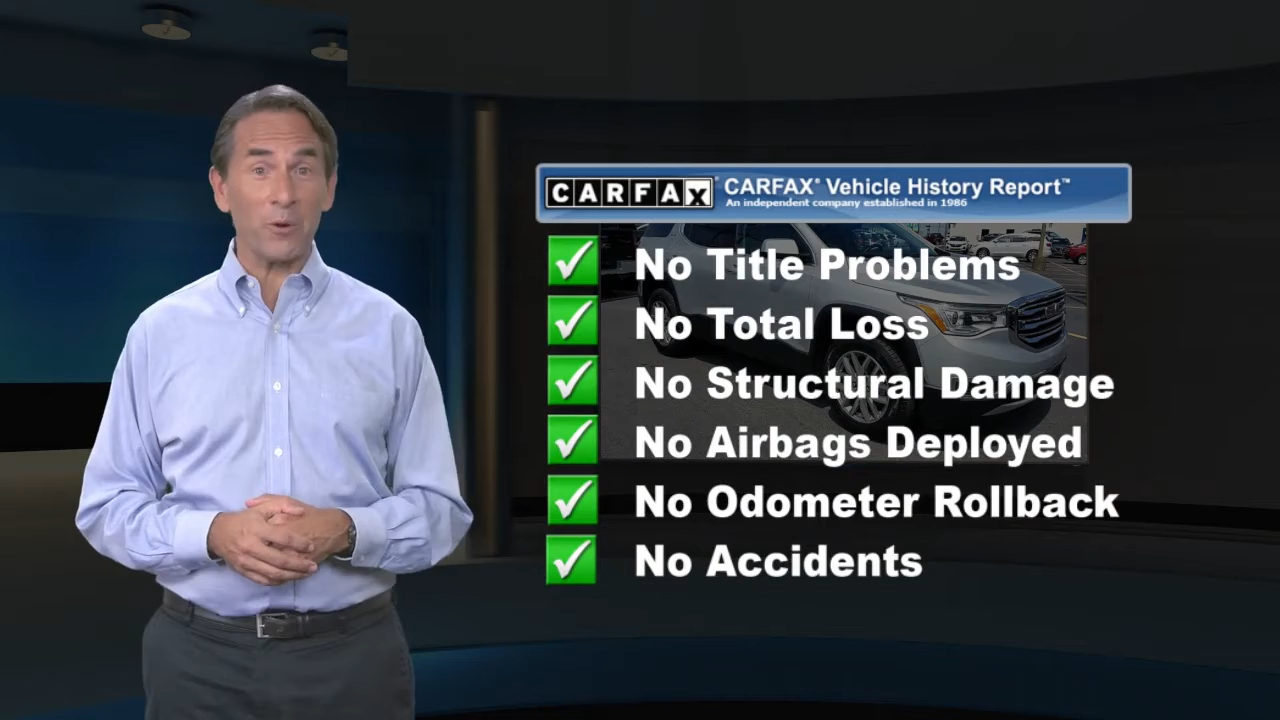 CARFAX® CARFAX® Vehicle History Report™
An independent company established in 1986
No Title Problems
No Total Loss
No Structural Damage
No Airbags Deployed
No Odometer Rollback
No Accidents